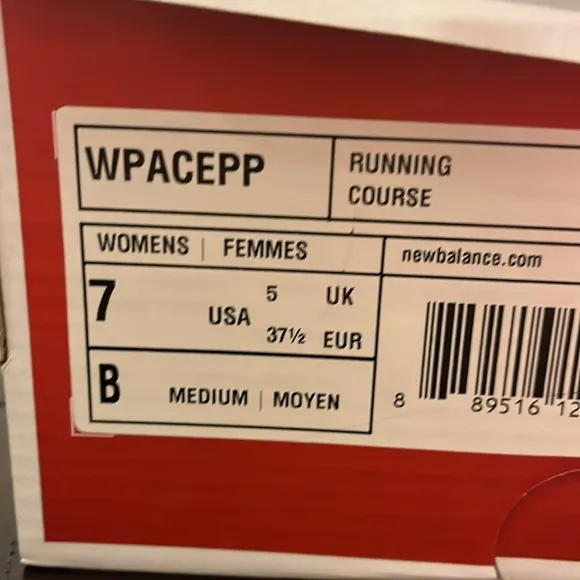 WPACEPP
RUNNING
COURSE
WOMENS | FEMMES
newbalance.com
7 USA 5 UK
37½ EUR
B MEDIUM | MOYEN
8 89516 12